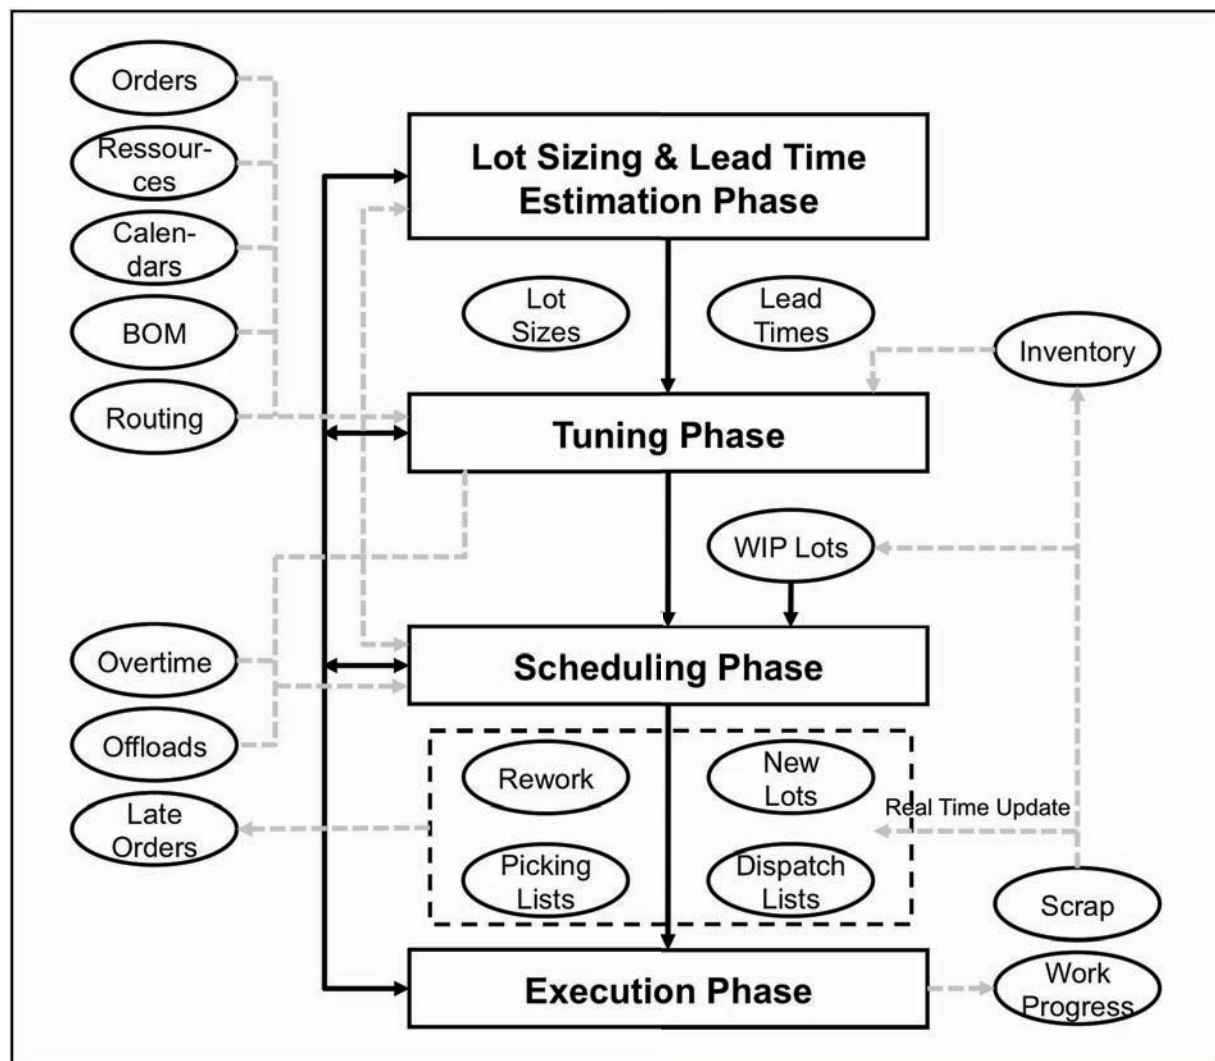 Orders
Ressour-
ces
Calen-
dars
BOM
Routing
Lot Sizing & Lead Time
Estimation Phase
Lot
Sizes
Lead
Times
Inventory
Tuning Phase
WIP Lots
Overtime
Offloads
Late
Orders
Scheduling Phase
Rework
New
Lots
Real Time Update
Picking
Lists
Dispatch
Lists
Scrap
Execution Phase
Work
Progress